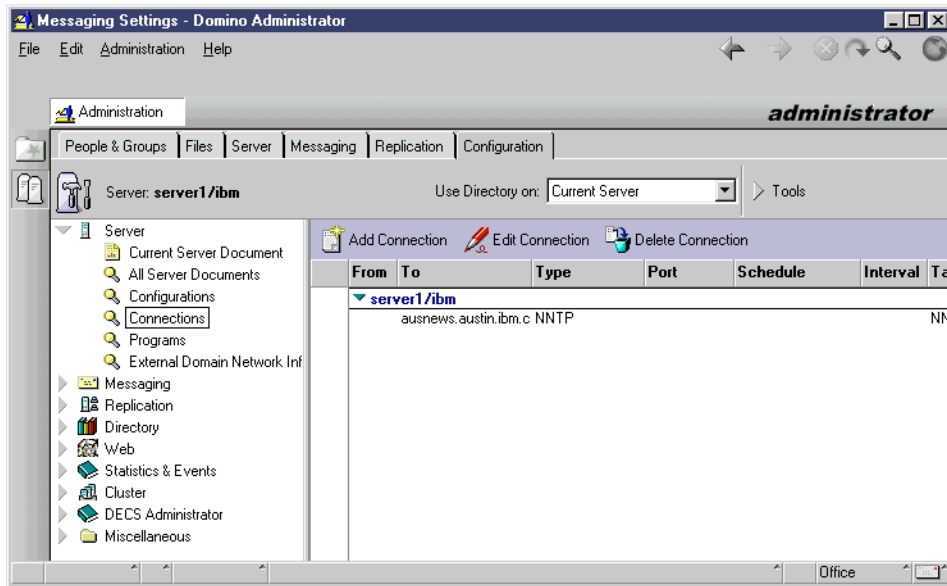 Messaging Settings - Domino Administrator
File Edit Administration Help
Administration
administrator
People & Groups Files Server Messaging Replication Configuration
Server: server1/ibm Use Directory on: Current Server Tools
Server
Current Server Document
All Server Documents
Configurations
Connections
Programs
External Domain Network Inf
Messaging
Replication
Directory
Web
Statistics & Events
Cluster
DECS Administrator
Miscellaneous
Add Connection Edit Connection Delete Connection
From To Type Port Schedule Interval Ta
server1/ibm
ausnews.austin.ibm.c NNTP NN
Office